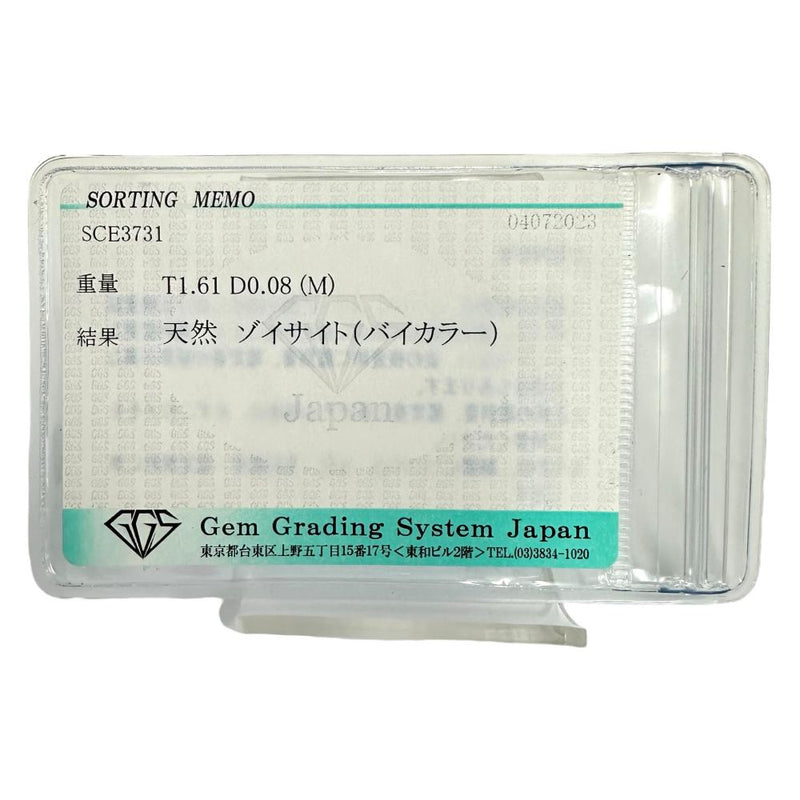 SORTING MEMO
04072023
SCE3731
重量 T1.61 D0.08 (M)
結果 天然 ゾイサイト(バイカラー)
Japan
GGS
Gem Grading System Japan
東京都台東区上野五丁目15番17号<東和ビル2階>TEL.(03)3834-1020